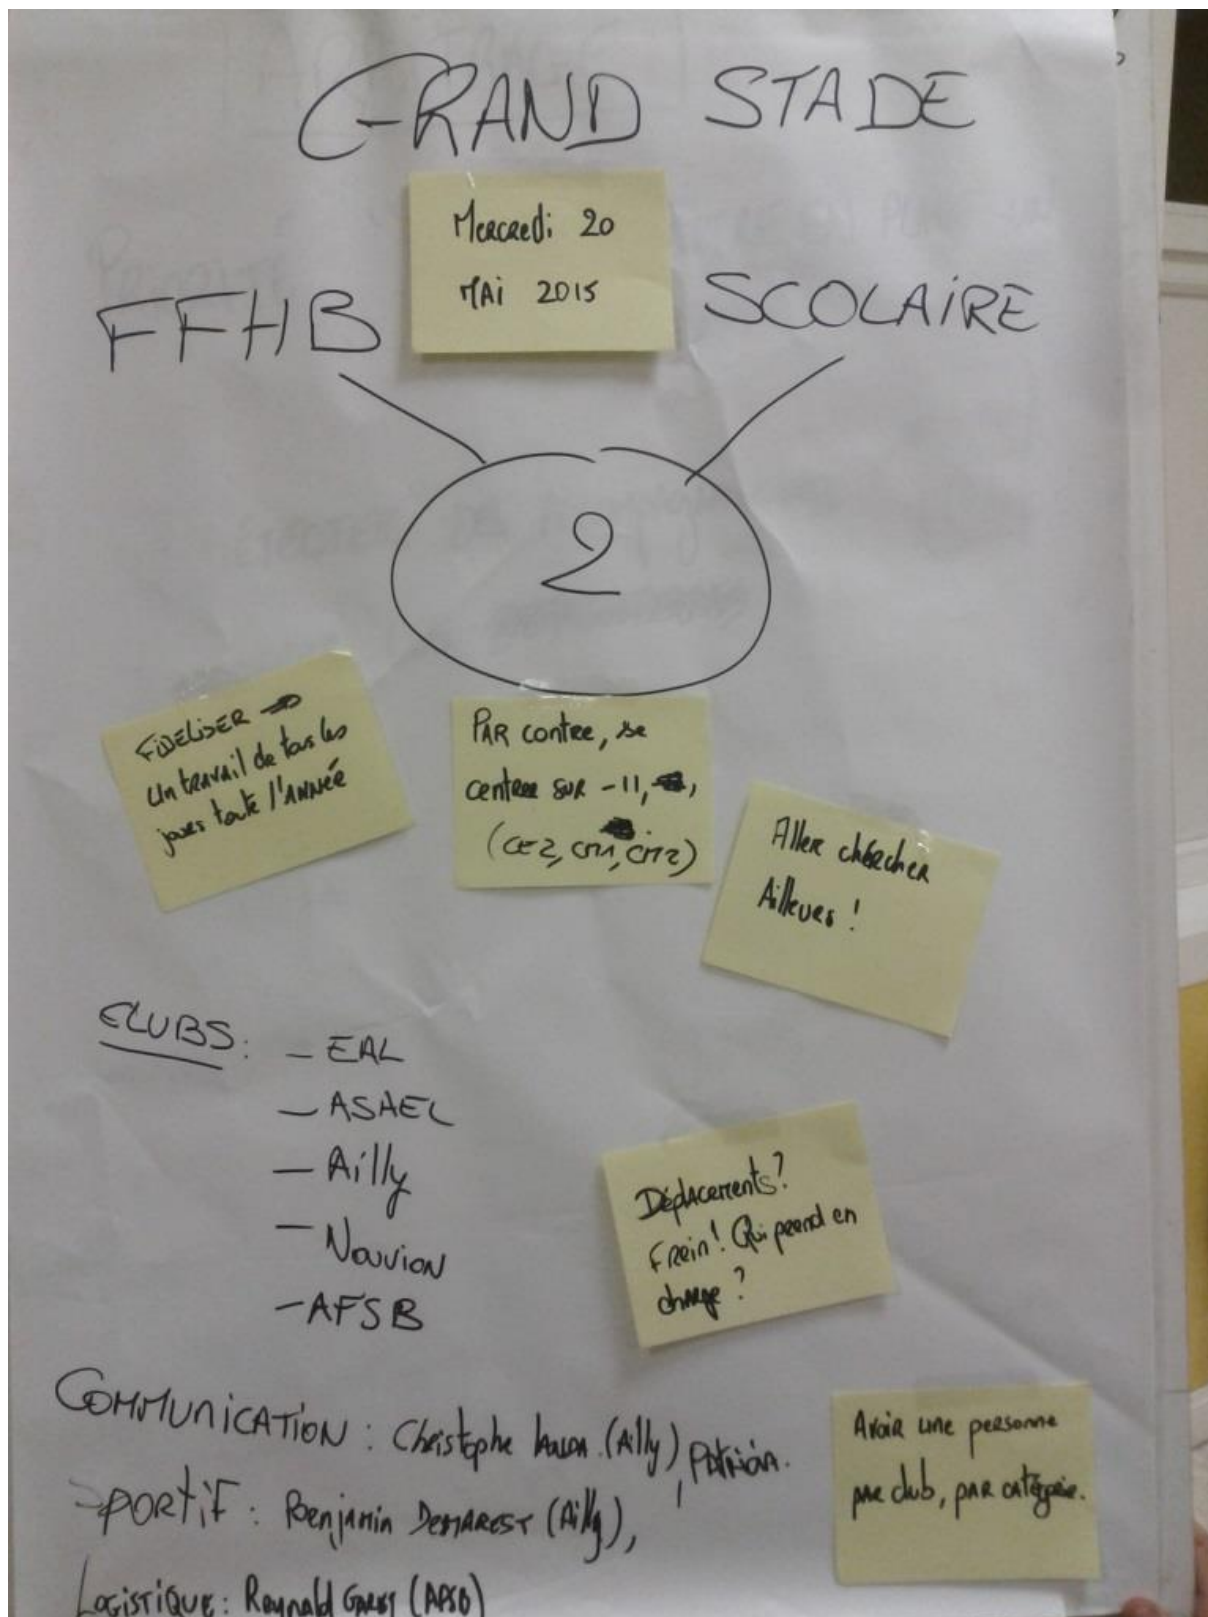 GRAND STADE
Mercredi 20
Mai 2015
FFHB
SCOLAIRE
2
FIDELISER →
Un travail de tous les
jours toute l'ANNÉE
PAR contre, se
centrer sur -11,
(CE2, CM1, CM2)
Aller chercher
Ailleurs !
CLUBS :
- EAL
- ASAEL
- Ailly
- Nouvion
- AFSB
Déplacements ?
Frein ! Qui prend en
charge ?
COMMUNICATION : Christophe (Ailly),
SPORTIF : Benjamin DEMAREST (Ailly),
LOGISTIQUE : Reynald (AFSB)
Avoir une personne
par club, par catégorie.